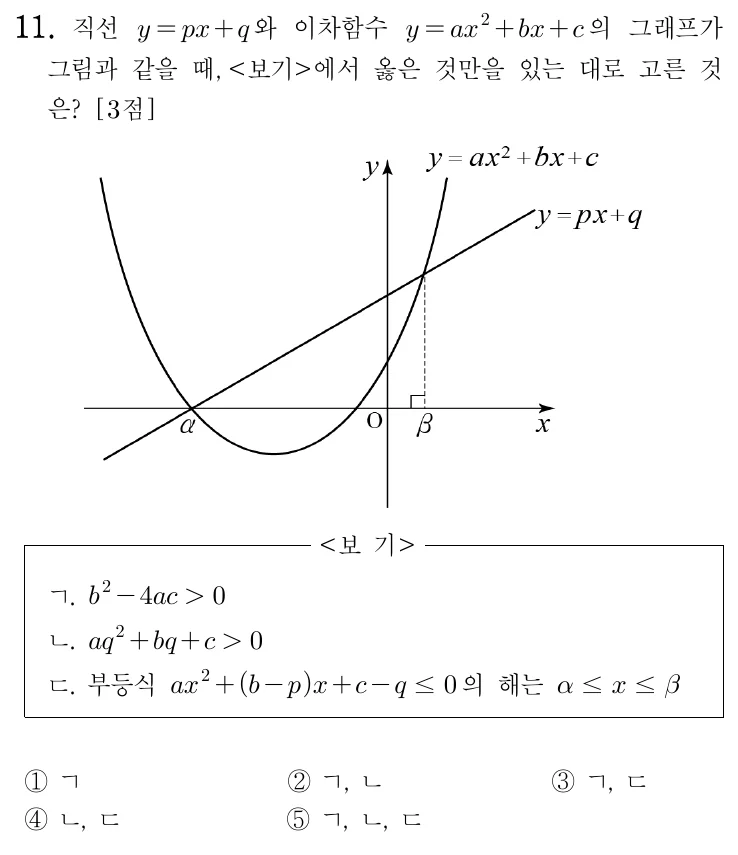 11. 직선 y=px+q와 이차함수 y=ax²+bx+c의 그래프가
그림과 같을 때, <보기>에서 옳은 것만을 있는 대로 고른 것
은? [3점]
y
y=ax²+bx+c
y=px+q
α
O
β
x
<보 기>
ㄱ. b²-4ac>0
ㄴ. aq²+bq+c>0
ㄷ. 부등식 ax²+(b-p)x+c-q≤0의 해는 α≤x≤β
① ㄱ ② ㄱ, ㄴ ③ ㄱ, ㄷ
④ ㄴ, ㄷ ⑤ ㄱ, ㄴ, ㄷ